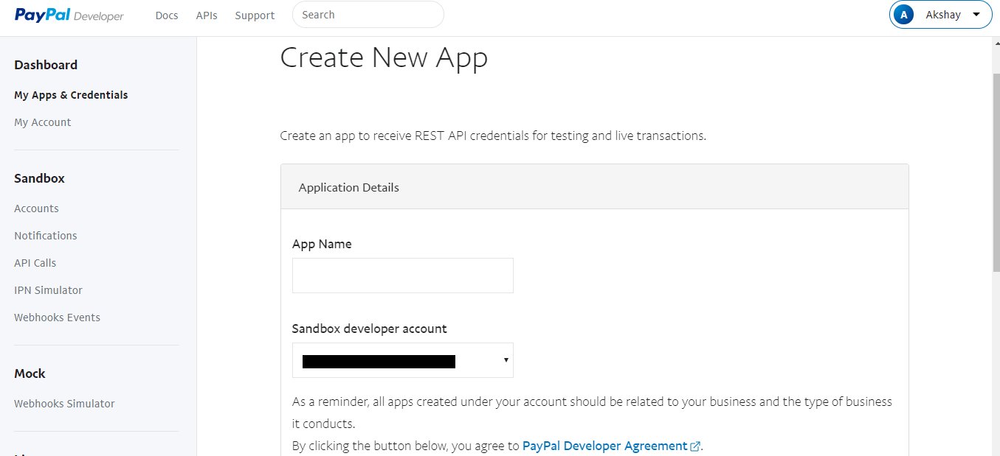 PayPal Developer
Docs APIs Support Search
A Akshay
Dashboard
My Apps & Credentials
My Account
Sandbox
Accounts
Notifications
API Calls
IPN Simulator
Webhooks Events
Mock
Webhooks Simulator
Create New App
Create an app to receive REST API credentials for testing and live transactions.
Application Details
App Name
Sandbox developer account
As a reminder, all apps created under your account should be related to your business and the type of business
it conducts.
By clicking the button below, you agree to PayPal Developer Agreement.